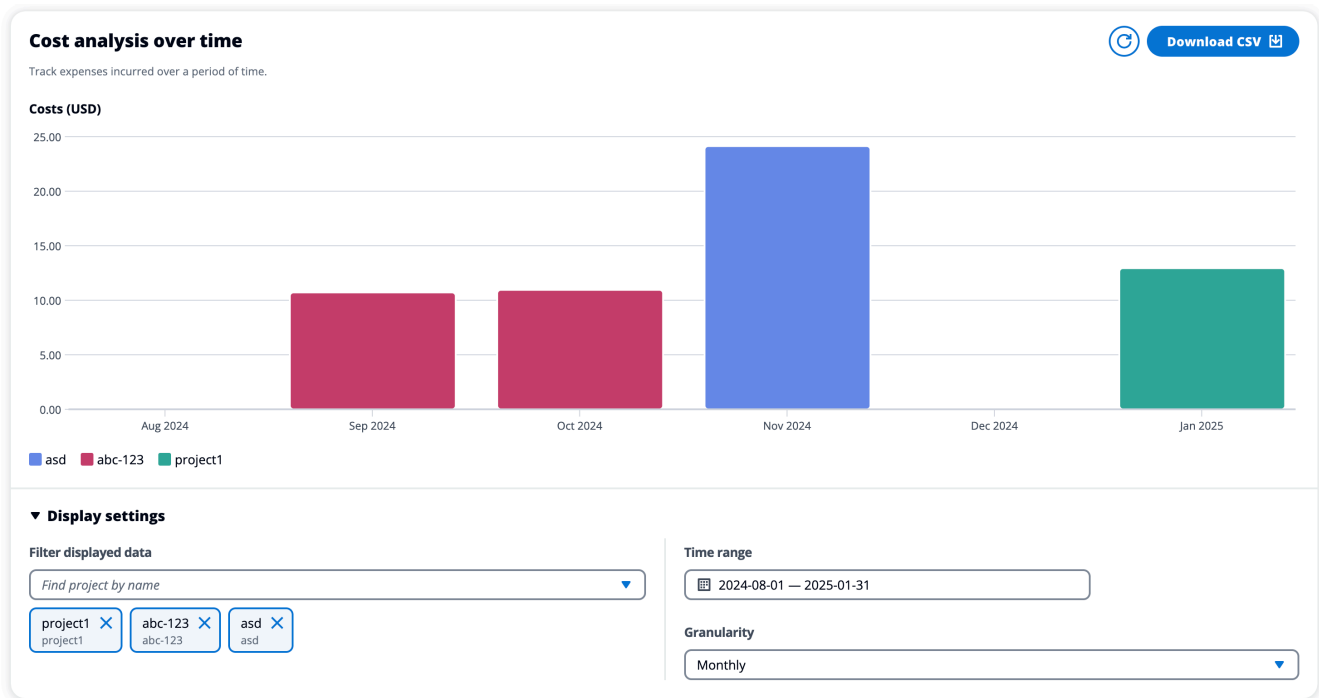 Cost analysis over time
Download CSV
Track expenses incurred over a period of time.
Costs (USD)
25.00
20.00
15.00
10.00
5.00
0.00
Aug 2024 Sep 2024 Oct 2024 Nov 2024 Dec 2024 Jan 2025
asd abc-123 project1
Display settings
Filter displayed data
Find project by name
project1 abc-123 asd
project1 abc-123 asd
Time range
2024-08-01 — 2025-01-31
Granularity
Monthly